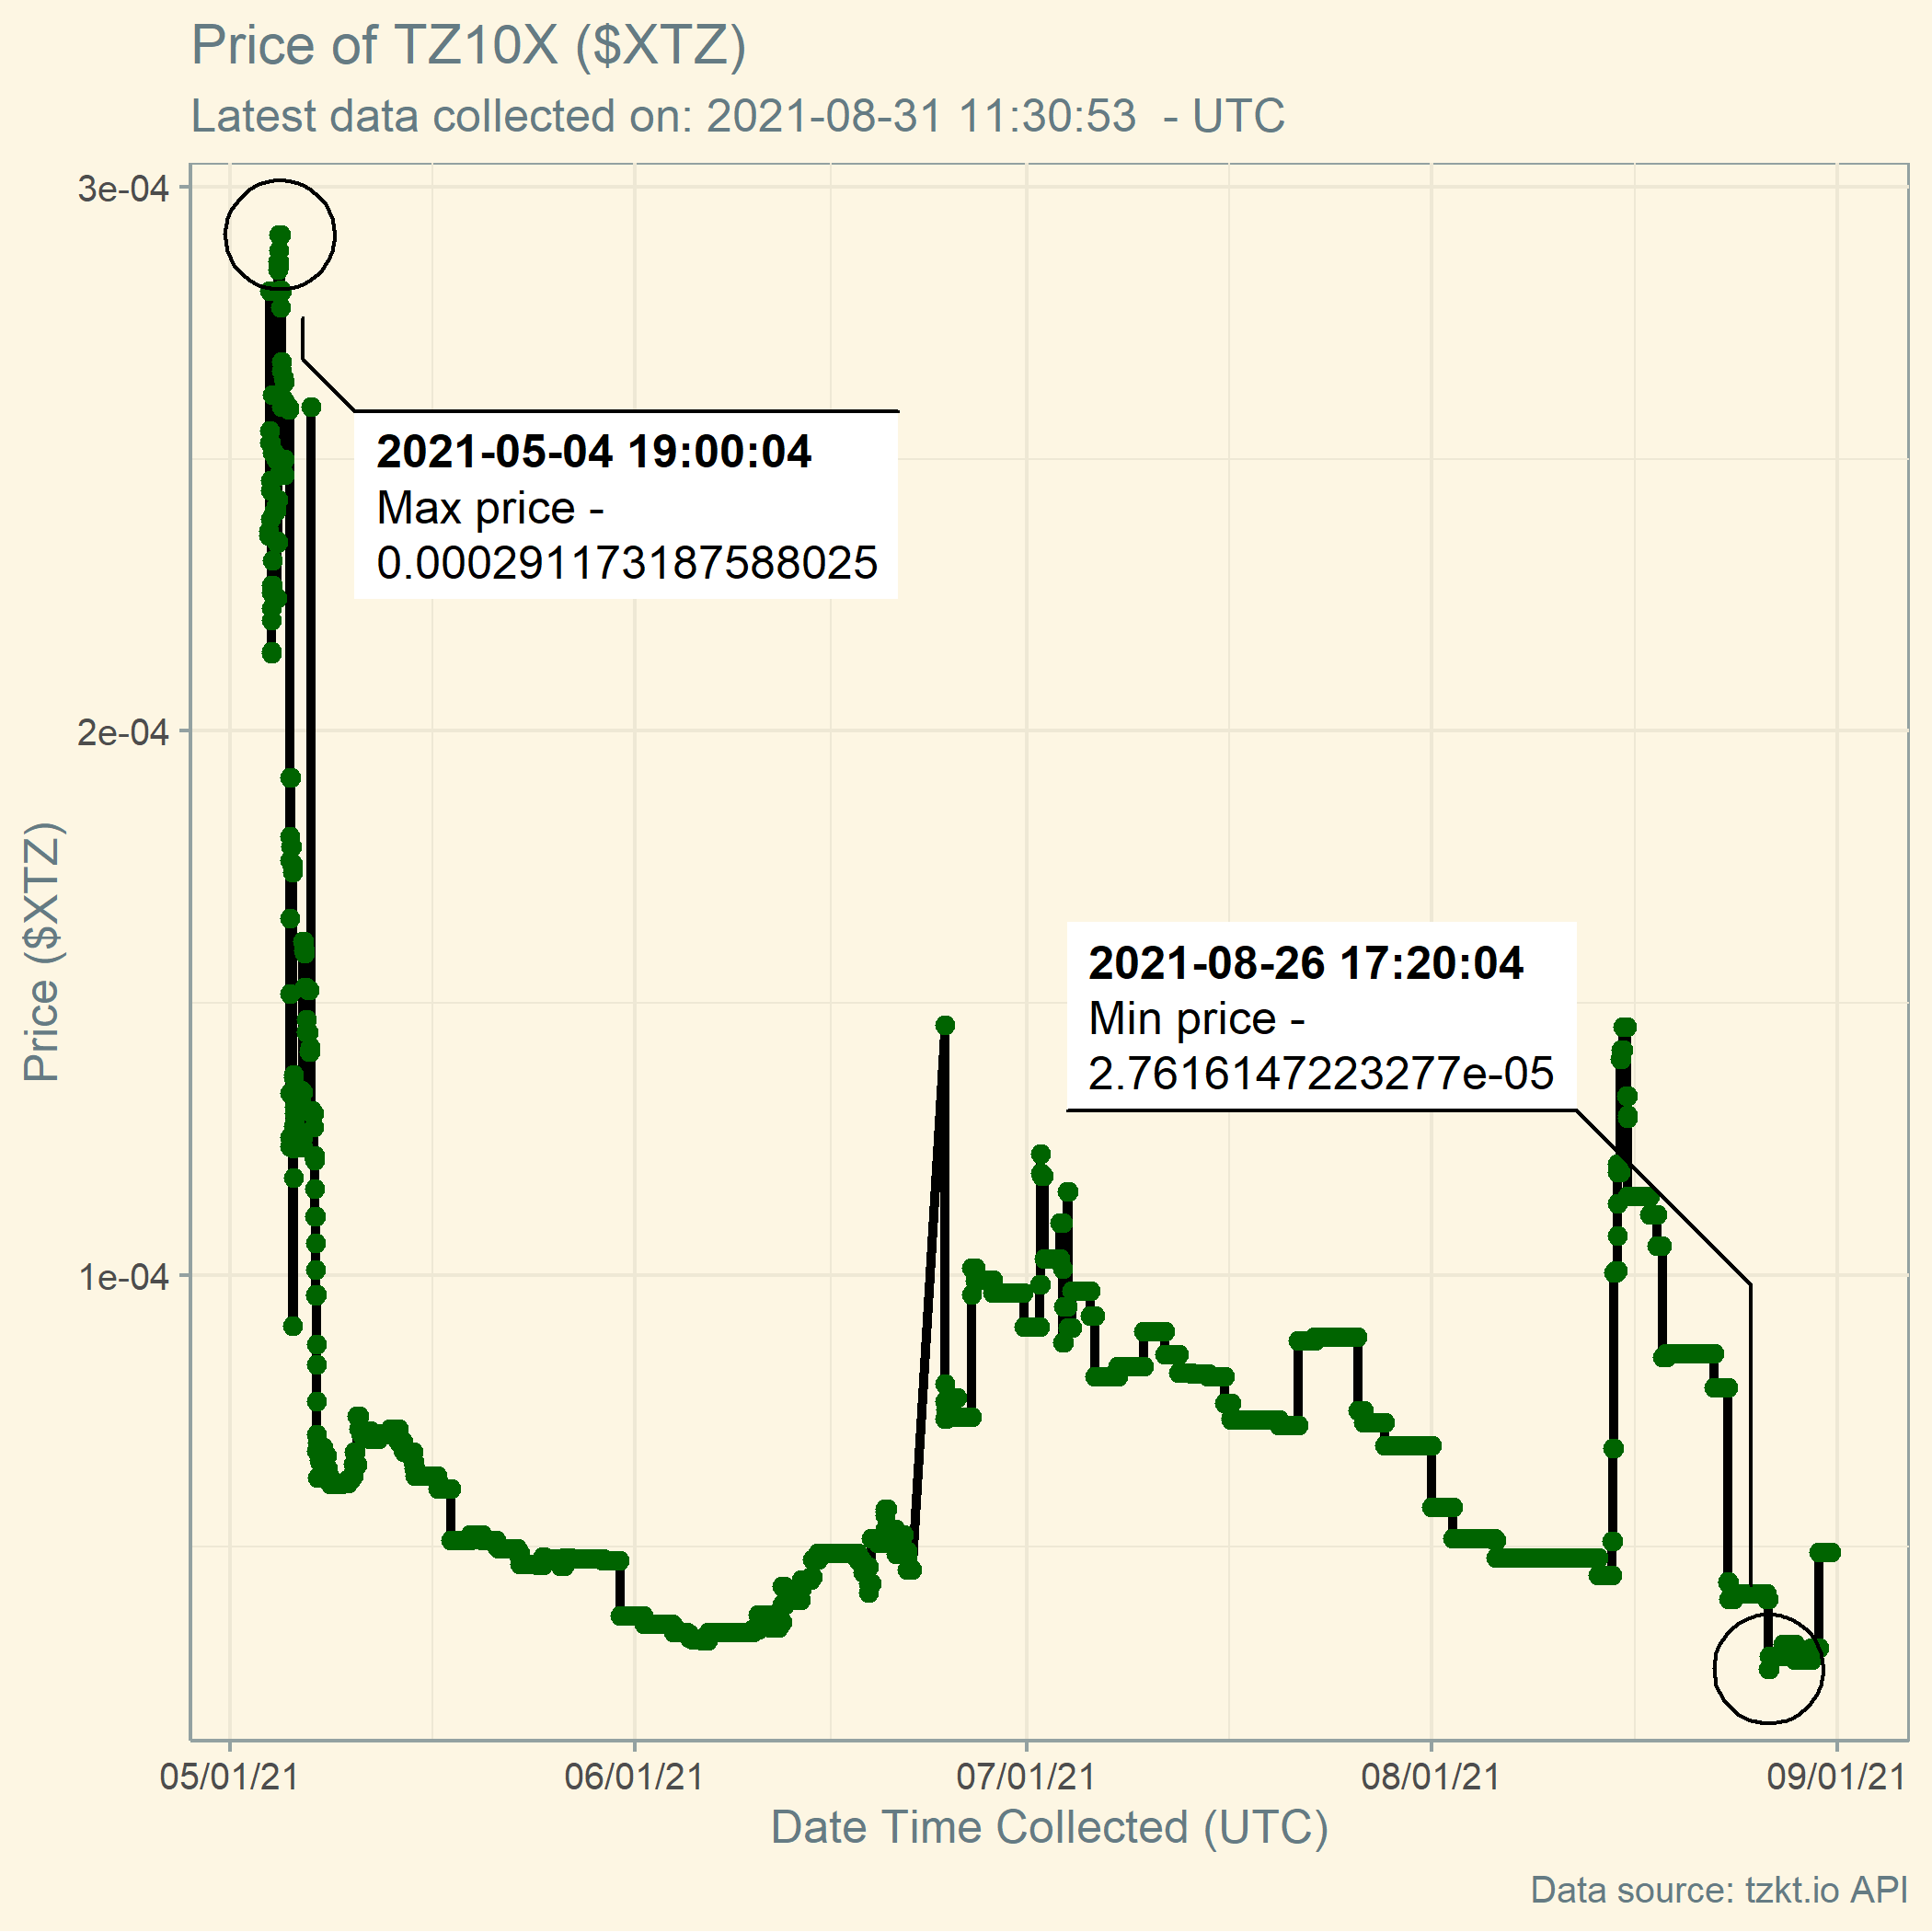 Price of TZ10X ($XTZ)
Latest data collected on: 2021-08-31 11:30:53  - UTC
3e-04
2e-04
1e-04
Price ($XTZ)
2021-05-04 19:00:04
Max price -
0.000291173187588025
2021-08-26 17:20:04
Min price -
2.7616147223277e-05
05/01/21
06/01/21
07/01/21
08/01/21
09/01/21
Date Time Collected (UTC)
Data source: tzkt.io API